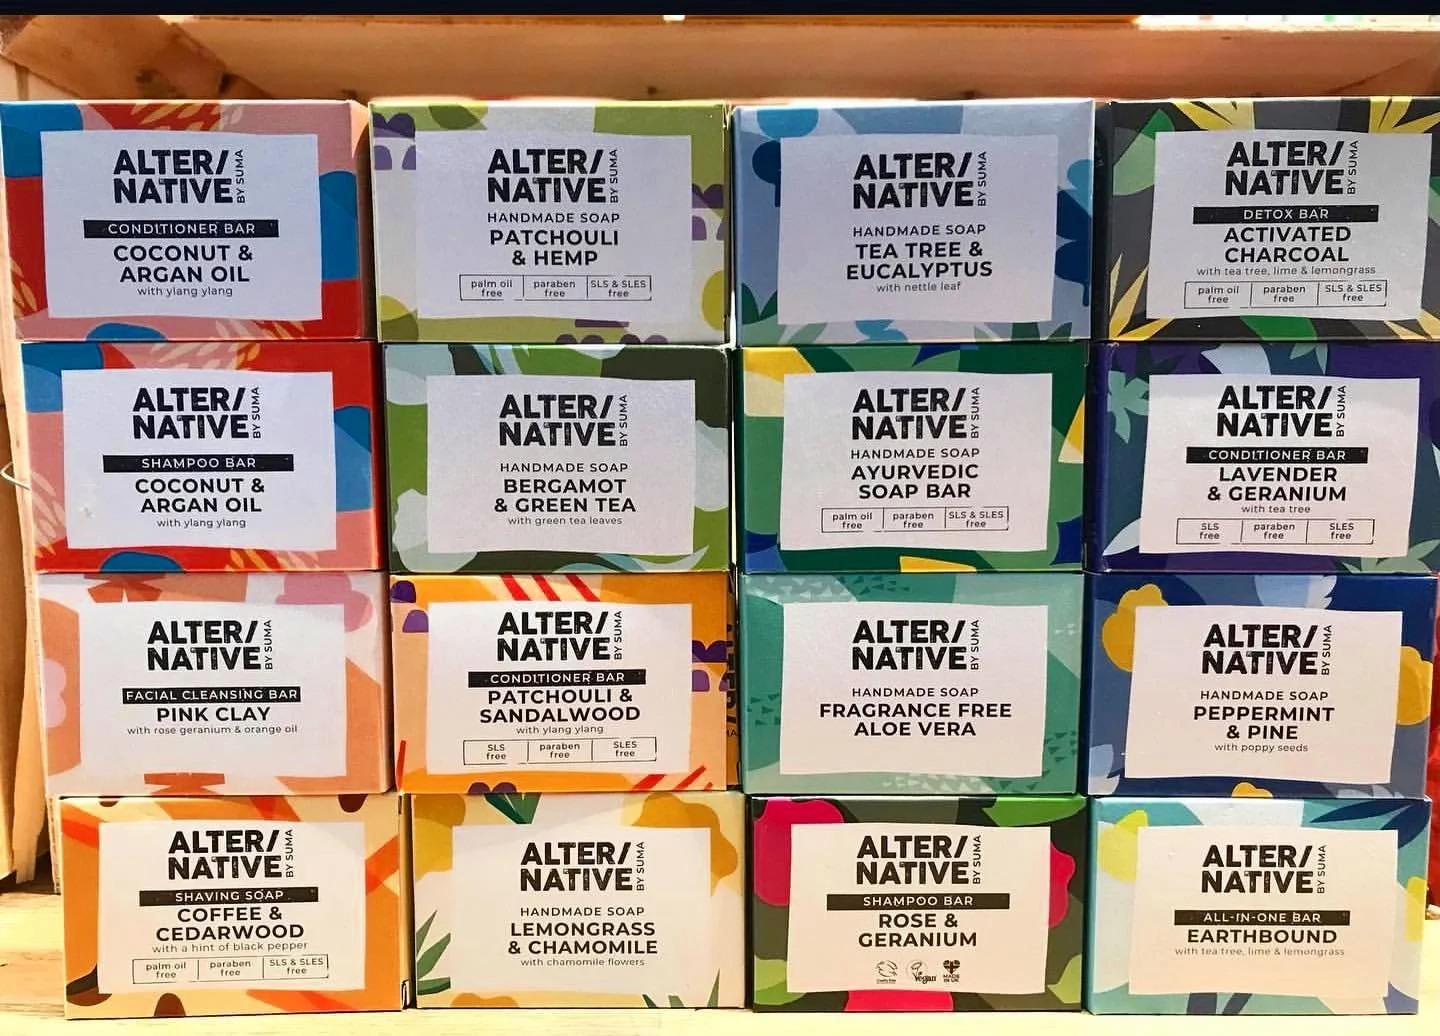 ALTER/
NATIVE
BY SUMA
CONDITIONER BAR
COCONUT &
ARGAN OIL
with ylang ylang
ALTER/
NATIVE
BY SUMA
HANDMADE SOAP
PATCHOULI
& HEMP
palm oil free
paraben free
SLS & SLES free
ALTER/
NATIVE
BY SUMA
HANDMADE SOAP
TEA TREE &
EUCALYPTUS
with nettle leaf
ALTER/
NATIVE
BY SUMA
DETOX BAR
ACTIVATED
CHARCOAL
with tea tree, lime & lemongrass
palm oil free
paraben free
SLS & SLES free
ALTER/
NATIVE
BY SUMA
SHAMPOO BAR
COCONUT &
ARGAN OIL
with ylang ylang
ALTER/
NATIVE
BY SUMA
HANDMADE SOAP
BERGAMOT
& GREEN TEA
with green tea leaves
ALTER/
NATIVE
BY SUMA
HANDMADE SOAP
AYURVEDIC
SOAP BAR
palm oil free
paraben free
SLS & SLES free
ALTER/
NATIVE
BY SUMA
CONDITIONER BAR
LAVENDER
& GERANIUM
with tea tree
SLS free
paraben free
SLES free
ALTER/
NATIVE
BY SUMA
FACIAL CLEANSING BAR
PINK CLAY
with rose geranium & orange oil
ALTER/
NATIVE
BY SUMA
CONDITIONER BAR
PATCHOULI &
SANDALWOOD
with ylang ylang
SLS free
paraben free
SLES free
ALTER/
NATIVE
BY SUMA
HANDMADE SOAP
FRAGRANCE FREE
ALOE VERA
ALTER/
NATIVE
BY SUMA
HANDMADE SOAP
PEPPERMINT
& PINE
with poppy seeds
ALTER/
NATIVE
BY SUMA
SHAVING SOAP
COFFEE &
CEDARWOOD
with a hint of black pepper
palm oil free
paraben free
SLS & SLES free
ALTER/
NATIVE
BY SUMA
HANDMADE SOAP
LEMONGRASS
& CHAMOMILE
with chamomile flowers
ALTER/
NATIVE
BY SUMA
SHAMPOO BAR
ROSE &
GERANIUM
Cruelty free
Vegan
MADE IN UK
ALTER/
NATIVE
BY SUMA
ALL-IN-ONE BAR
EARTHBOUND
with tea tree, lime & lemongrass